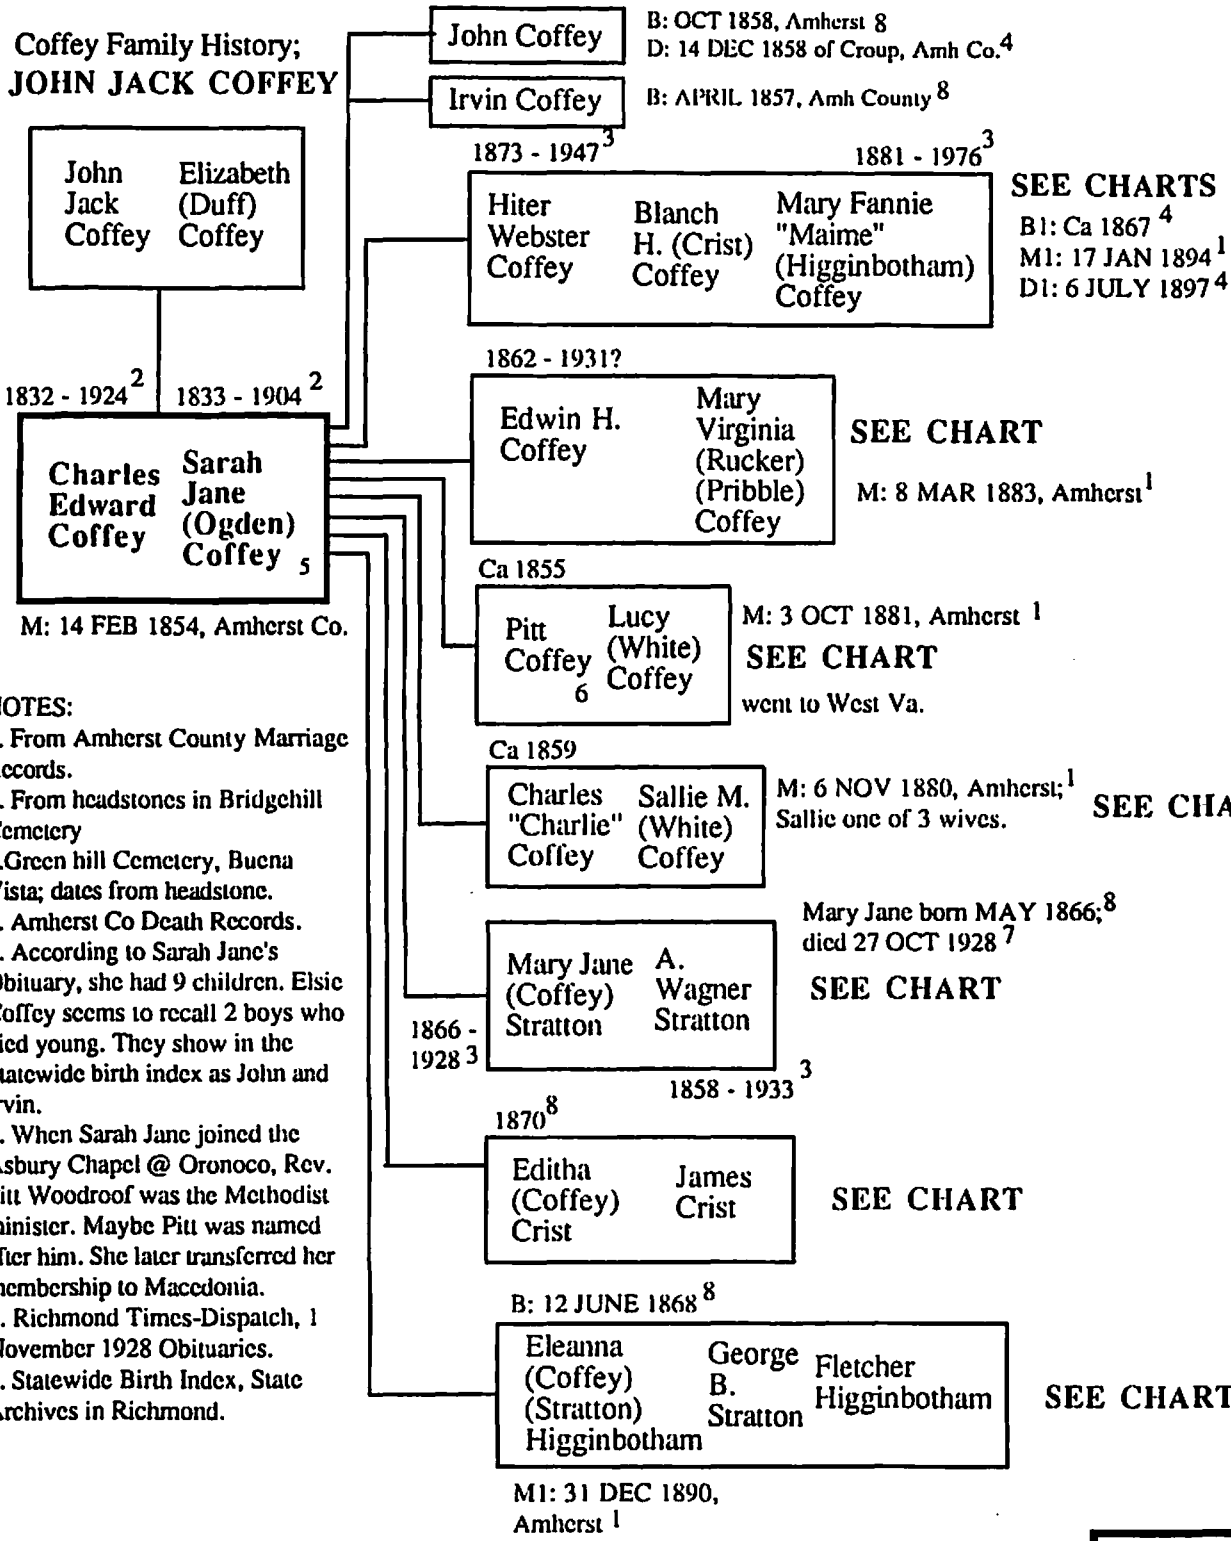 Coffey Family History;
JOHN JACK COFFEY
John Jack Coffey
Elizabeth (Duff) Coffey
1832 - 1924 2
1833 - 1904 2
Charles Edward Coffey
Sarah Jane (Ogden) Coffey 5
M: 14 FEB 1854, Amherst Co.
John Coffey
B: OCT 1858, Amherst 8
D: 14 DEC 1858 of Croup, Amh Co.4
Irvin Coffey
B: APRIL 1857, Amh County 8
1873 - 1947 3
1881 - 1976 3
Hiter Webster Coffey
Blanch H. (Crist) Coffey
Mary Fannie "Maime" (Higginbotham) Coffey
SEE CHARTS
B1: Ca 1867 4
M1: 17 JAN 1894 1
D1: 6 JULY 1897 4
1862 - 1931?
Edwin H. Coffey
Mary Virginia (Rucker) (Pribble) Coffey
SEE CHART
M: 8 MAR 1883, Amherst 1
Ca 1855
Pitt Coffey 6
Lucy (White) Coffey
M: 3 OCT 1881, Amherst 1
SEE CHART
went to West Va.
Ca 1859
Charles "Charlie" Coffey
Sallie M. (White) Coffey
M: 6 NOV 1880, Amherst; 1
Sallie one of 3 wives.
SEE CHA
Mary Jane (Coffey) Stratton
A. Wagner Stratton
1866 - 1928 3
1858 - 1933 3
Mary Jane born MAY 1866; 8
died 27 OCT 1928 7
SEE CHART
1870 8
Editha (Coffey) Crist
James Crist
SEE CHART
B: 12 JUNE 1868 8
Eleanna (Coffey) (Stratton) Higginbotham
George B. Stratton
Fletcher Higginbotham
SEE CHART
M1: 31 DEC 1890,
Amherst 1
OTES:
. From Amherst County Marriage
ecords.
. From headstones in Bridgehill
emetery
.Green hill Cemetery, Buena
ista; dates from headstone.
. Amherst Co Death Records.
. According to Sarah Jane's
bituary, she had 9 children. Elsie
offey seems to recall 2 boys who
ied young. They show in the
tatewide birth index as John and
rvin.
. When Sarah Jane joined the
sbury Chapel @ Oronoco, Rev.
itt Woodroof was the Methodist
inister. Maybe Pitt was named
fter him. She later transferred her
embership to Macedonia.
. Richmond Times-Dispatch, 1
ovember 1928 Obituaries.
. Statewide Birth Index, State
rchives in Richmond.